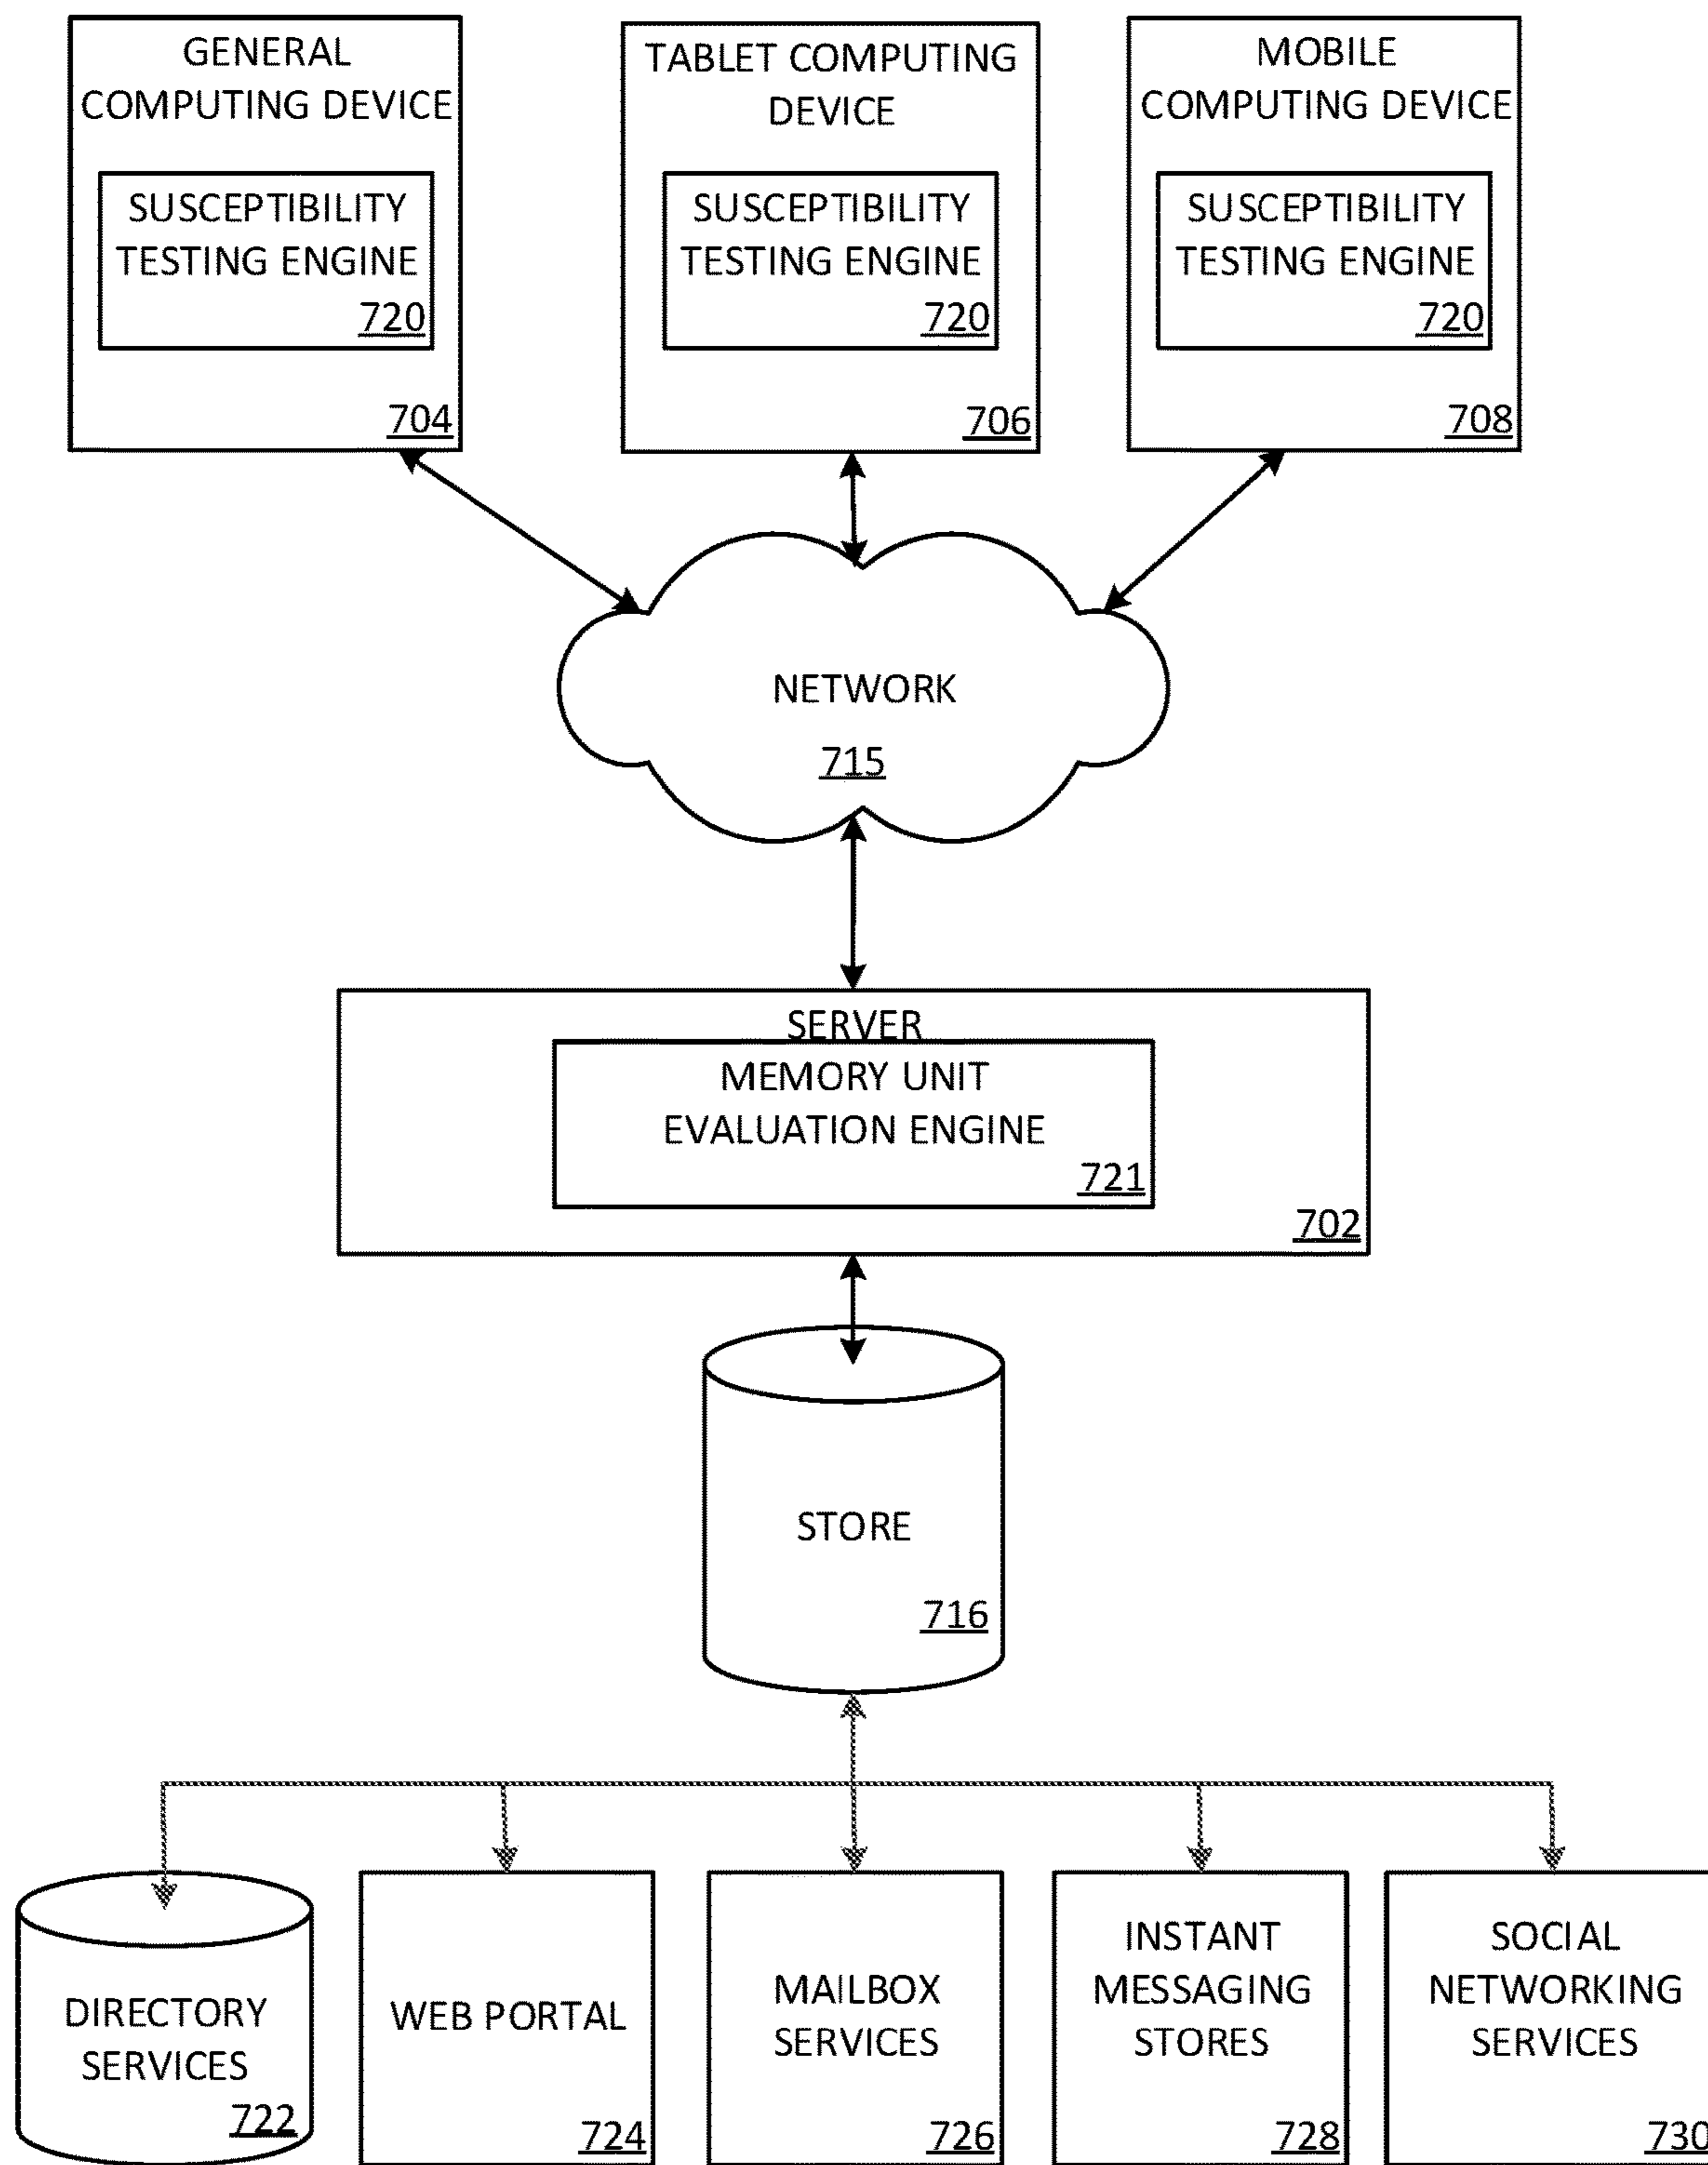 GENERAL
COMPUTING DEVICE
SUSCEPTIBILITY
TESTING ENGINE
720
704
TABLET COMPUTING
DEVICE
SUSCEPTIBILITY
TESTING ENGINE
720
706
MOBILE
COMPUTING DEVICE
SUSCEPTIBILITY
TESTING ENGINE
720
708
NETWORK
715
SERVER
MEMORY UNIT
EVALUATION ENGINE
721
702
STORE
716
DIRECTORY
SERVICES
722
WEB PORTAL
724
MAILBOX
SERVICES
726
INSTANT
MESSAGING
STORES
728
SOCIAL
NETWORKING
SERVICES
730